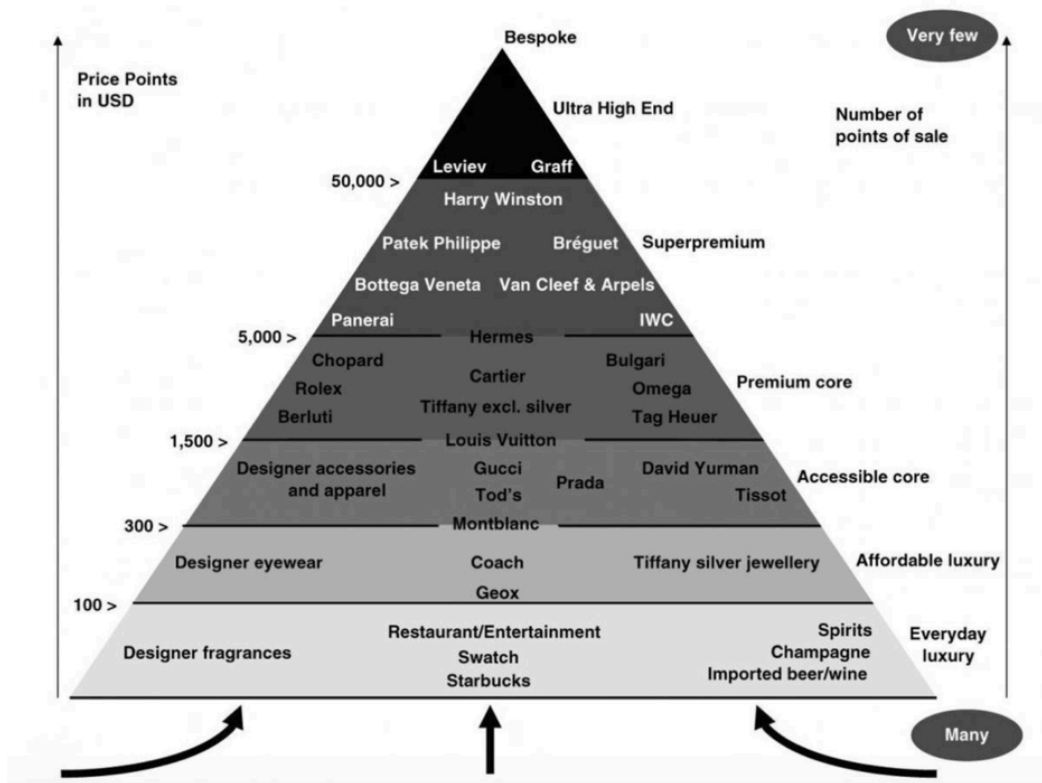 Bespoke
Very few
Price Points
in USD
Ultra High End
Number of
points of sale
Leviev Graff
50,000 >
Harry Winston
Patek Philippe Bréguet Superpremium
Bottega Veneta Van Cleef & Arpels
Panerai IWC
5,000 > Hermes
Chopard Bulgari
Cartier Premium core
Rolex Omega
Tiffany excl. silver
Berluti Tag Heuer
1,500 > Louis Vuitton
Designer accessories
and apparel
Gucci David Yurman
Prada Accessible core
Tod's Tissot
300 > Montblanc
Designer eyewear Coach Tiffany silver jewellery Affordable luxury
Geox
100 >
Restaurant/Entertainment Spirits
Everyday
luxury
Designer fragrances Swatch Champagne
Starbucks Imported beer/wine
Many